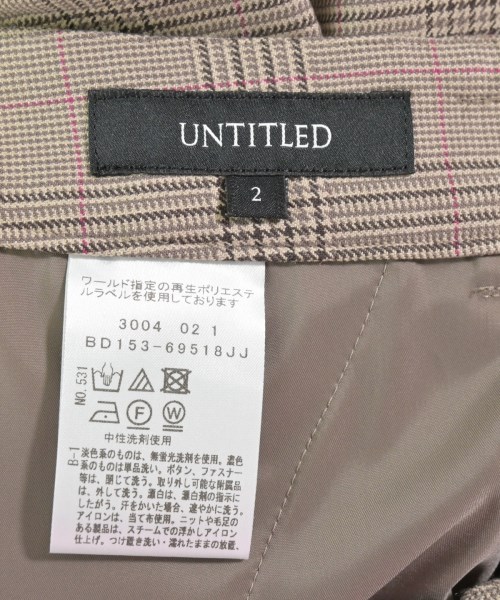 UNTITLED
2
ワールド指定の再生ポリエステ
ルラベルを使用しております
3004 02 1
BD153-69518JJ
NO.531
F
W
中性洗剤使用
B-1
淡色系のものは、無蛍光洗剤を使用。濃色
系のものは単品洗い。ボタン、ファスナー
等は、閉じて洗う。取り外し可能な附属品
は、外して洗う。漂白は、漂白剤の指示に
したがう。汗をかいた場合、速やかに洗う。
アイロンは、当て布使用。ニットや毛足の
ある製品は、スチームでの浮かしアイロン
仕上げ。つけ置き洗い・濡れたままの放置、